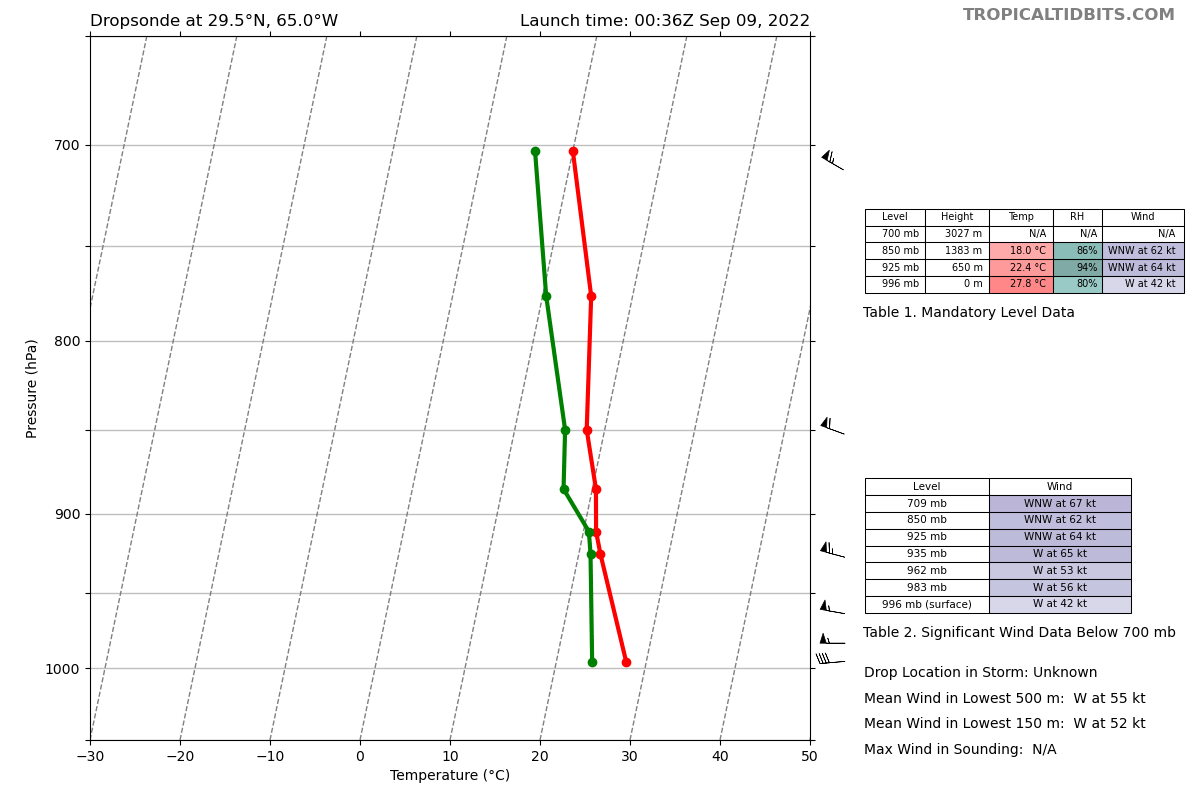 Dropsonde at 29.5°N, 65.0°W
Launch time: 00:36Z Sep 09, 2022
TROPICALTIDBITS.COM
700
800
900
1000
Pressure (hPa)
−30 −20 −10 0 10 20 30 40 50
Temperature (°C)
Level Height Temp RH Wind
700 mb 3027 m N/A N/A N/A
850 mb 1383 m 18.0 °C 86% WNW at 62 kt
925 mb 650 m 22.4 °C 94% WNW at 64 kt
996 mb 0 m 27.8 °C 80% W at 42 kt
Table 1. Mandatory Level Data
Level Wind
709 mb WNW at 67 kt
850 mb WNW at 62 kt
925 mb WNW at 64 kt
935 mb W at 65 kt
962 mb W at 53 kt
983 mb W at 56 kt
996 mb (surface) W at 42 kt
Table 2. Significant Wind Data Below 700 mb
Drop Location in Storm: Unknown
Mean Wind in Lowest 500 m: W at 55 kt
Mean Wind in Lowest 150 m: W at 52 kt
Max Wind in Sounding: N/A